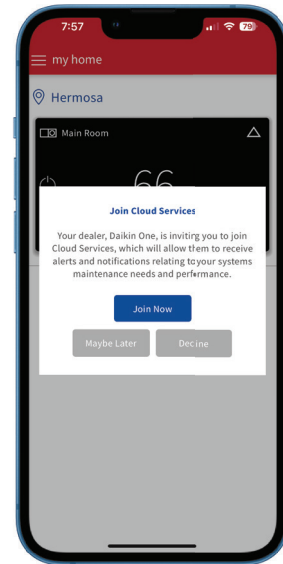 7:57
79
my home
Hermosa
Main Room
66
Join Cloud Services
Your dealer, Daikin One, is inviting you to join
Cloud Services, which will allow them to receive
alerts and notifications relating to your systems
maintenance needs and performance.
Join Now
Maybe Later
Decine